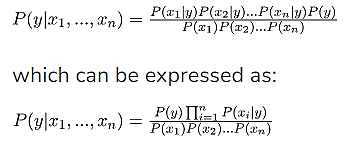 P(y|x₁, ..., xₙ) = P(x₁|y)P(x₂|y)...P(xₙ|y)P(y) / P(x₁)P(x₂)...P(xₙ)
which can be expressed as:
P(y|x₁, ..., xₙ) = P(y) ∏ⁿᵢ₌₁ P(xᵢ|y) / P(x₁)P(x₂)...P(xₙ)